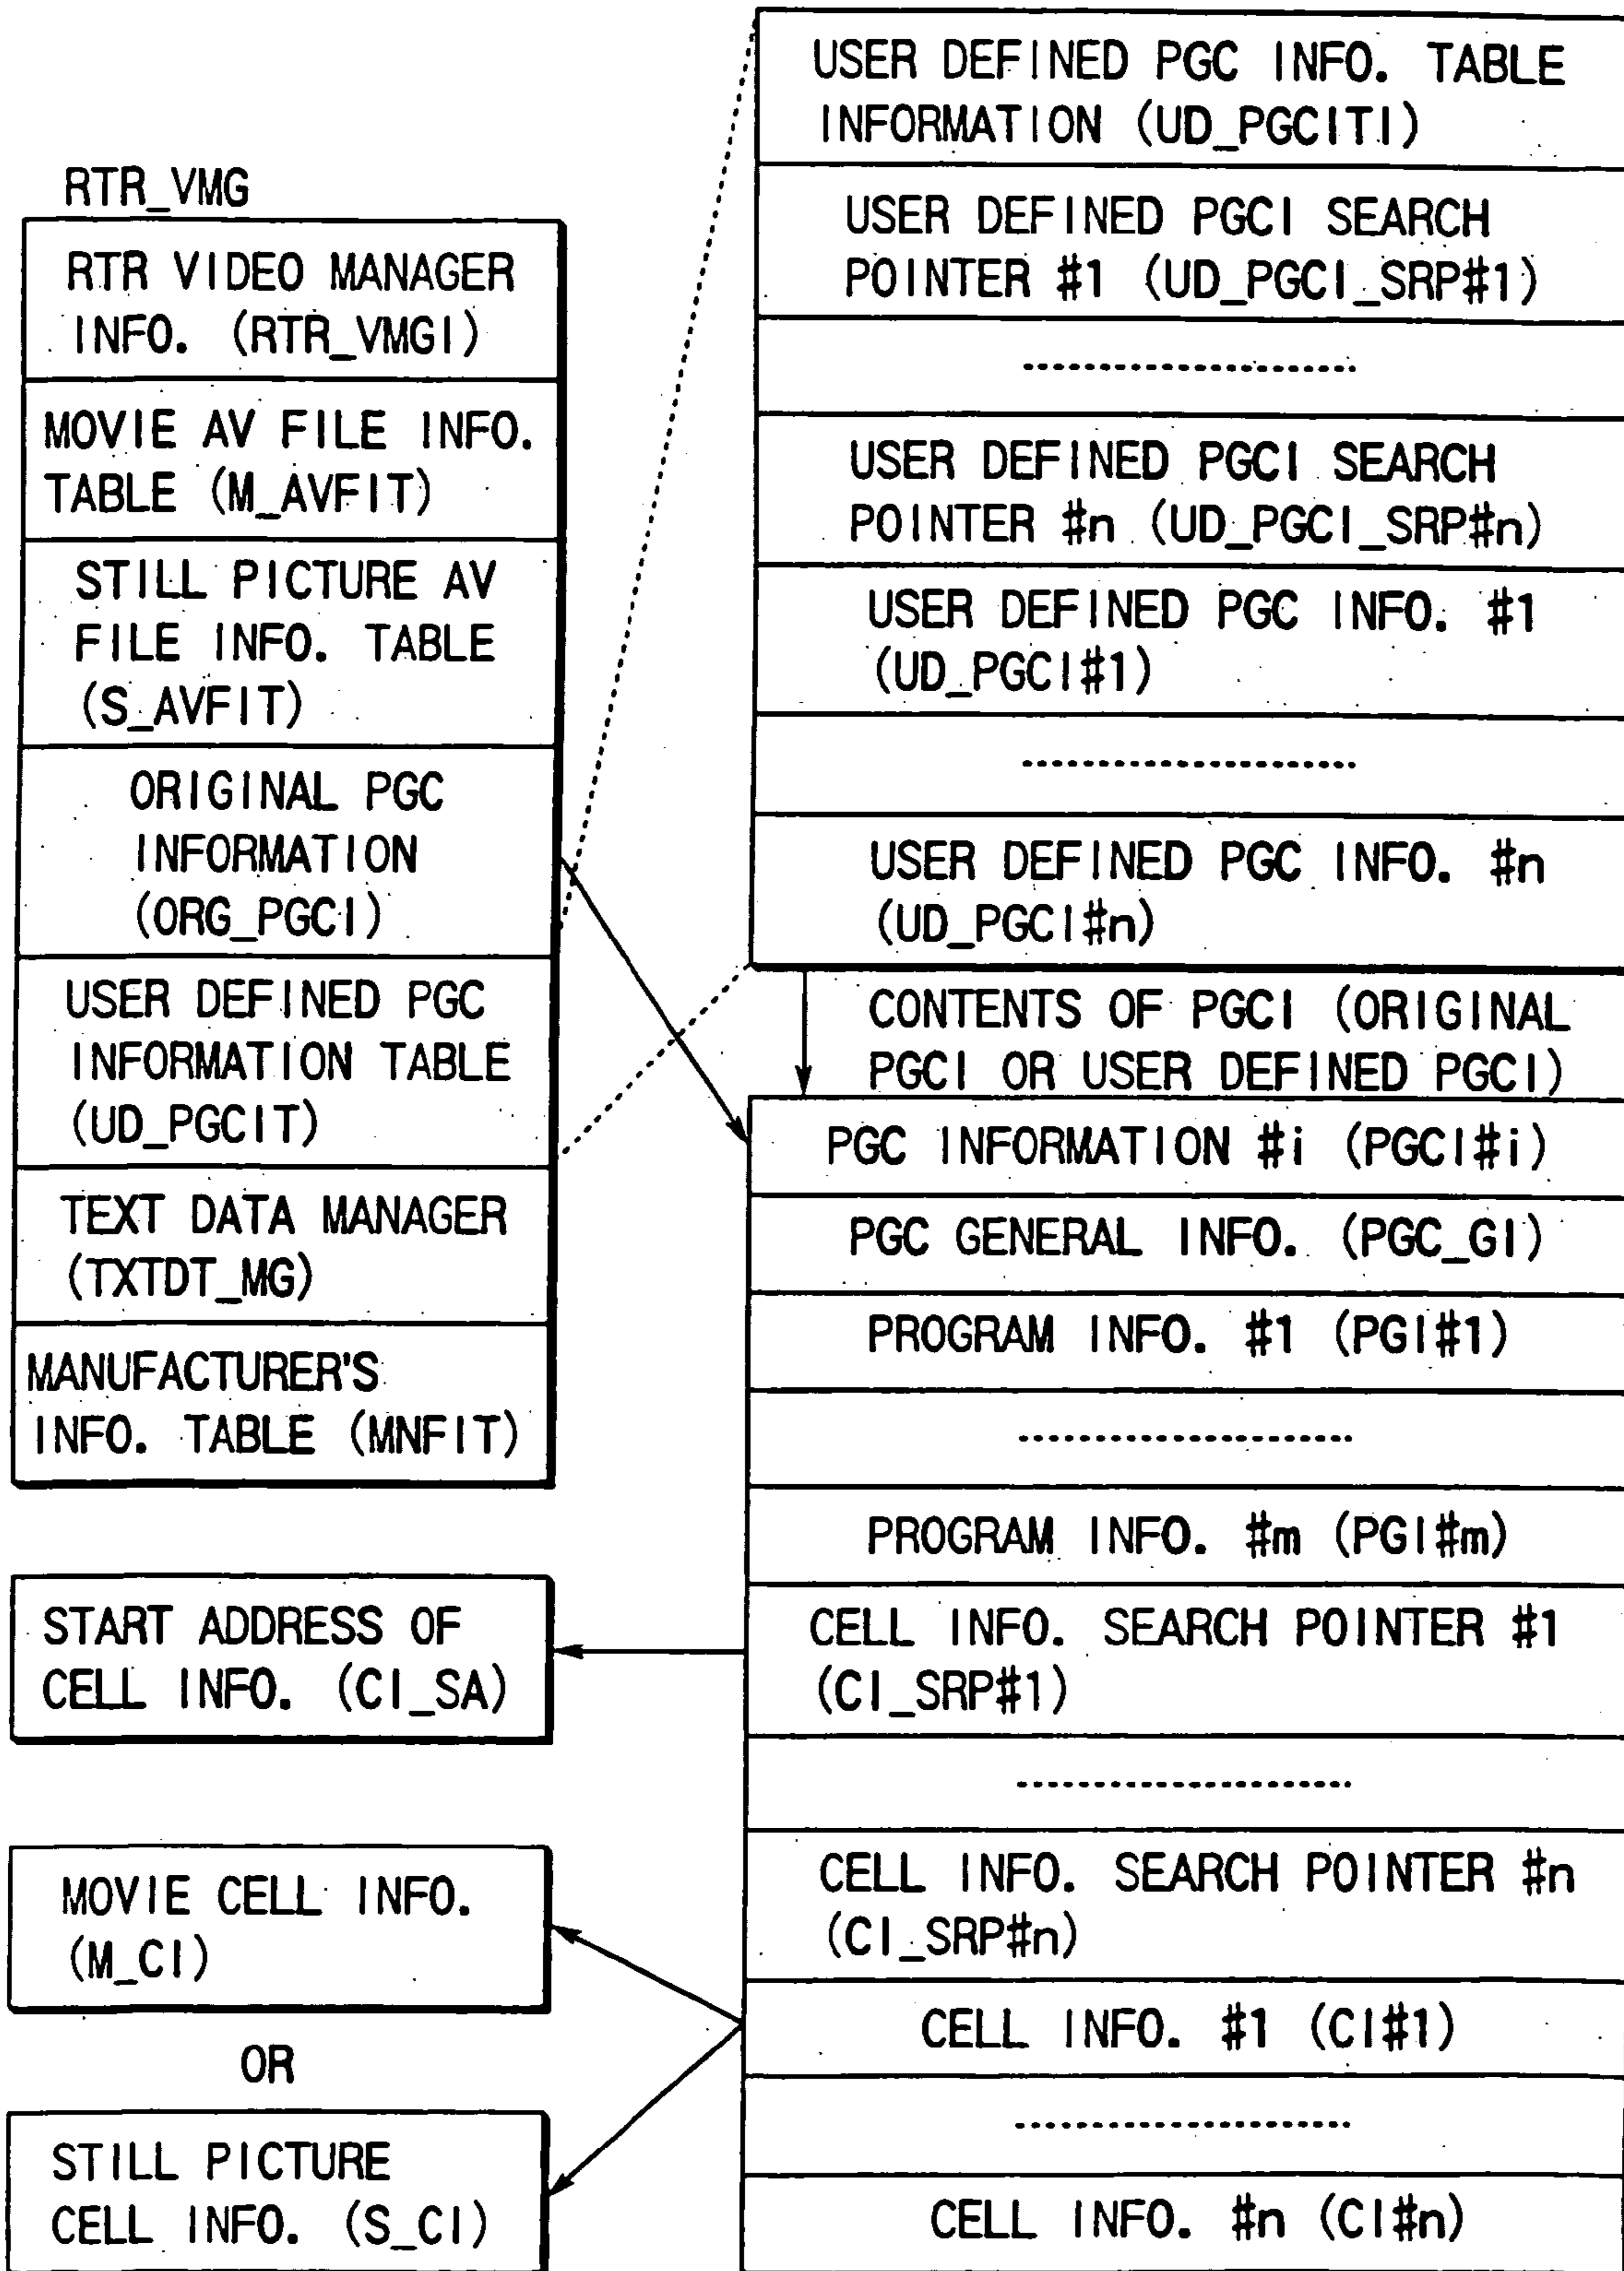 RTR_VMG
RTR VIDEO MANAGER
INFO. (RTR_VMGI)
MOVIE AV FILE INFO.
TABLE (M_AVFIT)
STILL PICTURE AV
FILE INFO. TABLE
(S_AVFIT)
ORIGINAL PGC
INFORMATION
(ORG_PGCI)
USER DEFINED PGC
INFORMATION TABLE
(UD_PGCIT)
TEXT DATA MANAGER
(TXTDT_MG)
MANUFACTURER'S
INFO. TABLE (MNFIT)
START ADDRESS OF
CELL INFO. (CI_SA)
MOVIE CELL INFO.
(M_CI)
OR
STILL PICTURE
CELL INFO. (S_CI)
USER DEFINED PGC INFO. TABLE
INFORMATION (UD_PGCITI)
USER DEFINED PGCI SEARCH
POINTER #1 (UD_PGCI_SRP#1)
USER DEFINED PGCI SEARCH
POINTER #n (UD_PGCI_SRP#n)
USER DEFINED PGC INFO. #1
(UD_PGCI#1)
USER DEFINED PGC INFO. #n
(UD_PGCI#n)
CONTENTS OF PGCI (ORIGINAL
PGCI OR USER DEFINED PGCI)
PGC INFORMATION #i (PGCI#i)
PGC GENERAL INFO. (PGC_GI)
PROGRAM INFO. #1 (PGI#1)
PROGRAM INFO. #m (PGI#m)
CELL INFO. SEARCH POINTER #1
(CI_SRP#1)
CELL INFO. SEARCH POINTER #n
(CI_SRP#n)
CELL INFO. #1 (CI#1)
CELL INFO. #n (CI#n)